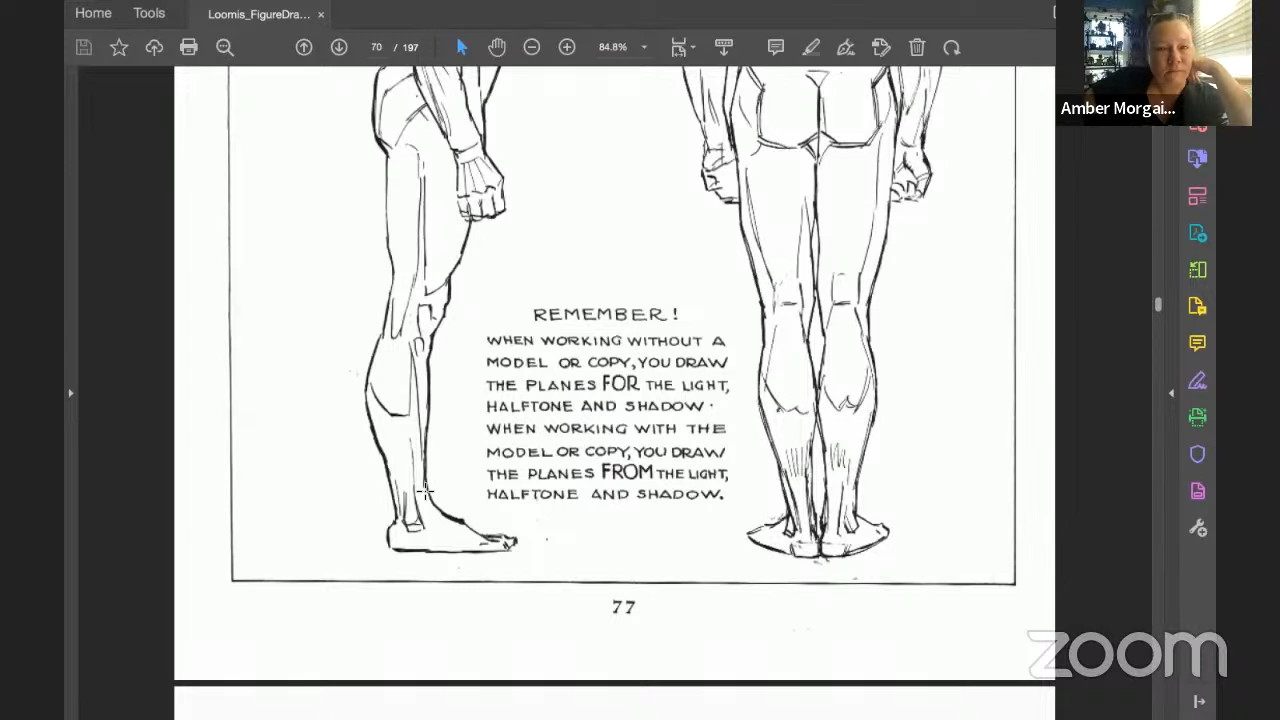 Home Tools Loomis_FigureDra... ×
70 / 197 84.8%
Amber Morgai...
REMEMBER!
WHEN WORKING WITHOUT A
MODEL OR COPY, YOU DRAW
THE PLANES FOR THE LIGHT,
HALFTONE AND SHADOW.
WHEN WORKING WITH THE
MODEL OR COPY, YOU DRAW
THE PLANES FROM THE LIGHT,
HALFTONE AND SHADOW.
77
zoom